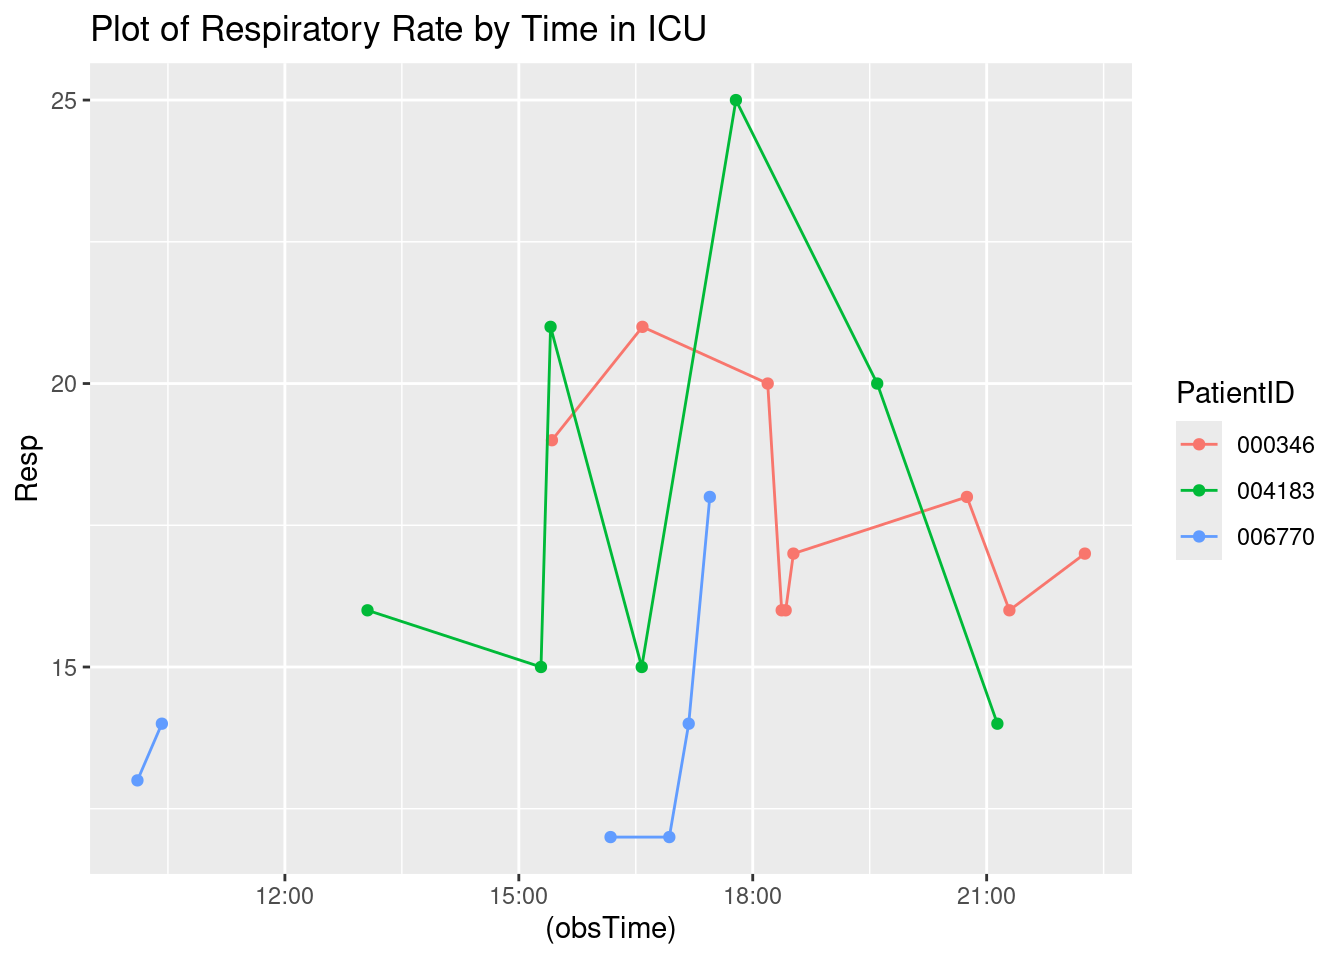 Plot of Respiratory Rate by Time in ICU
25
20
15
Resp
12:00
15:00
18:00
21:00
(obsTime)
PatientID
000346
004183
006770